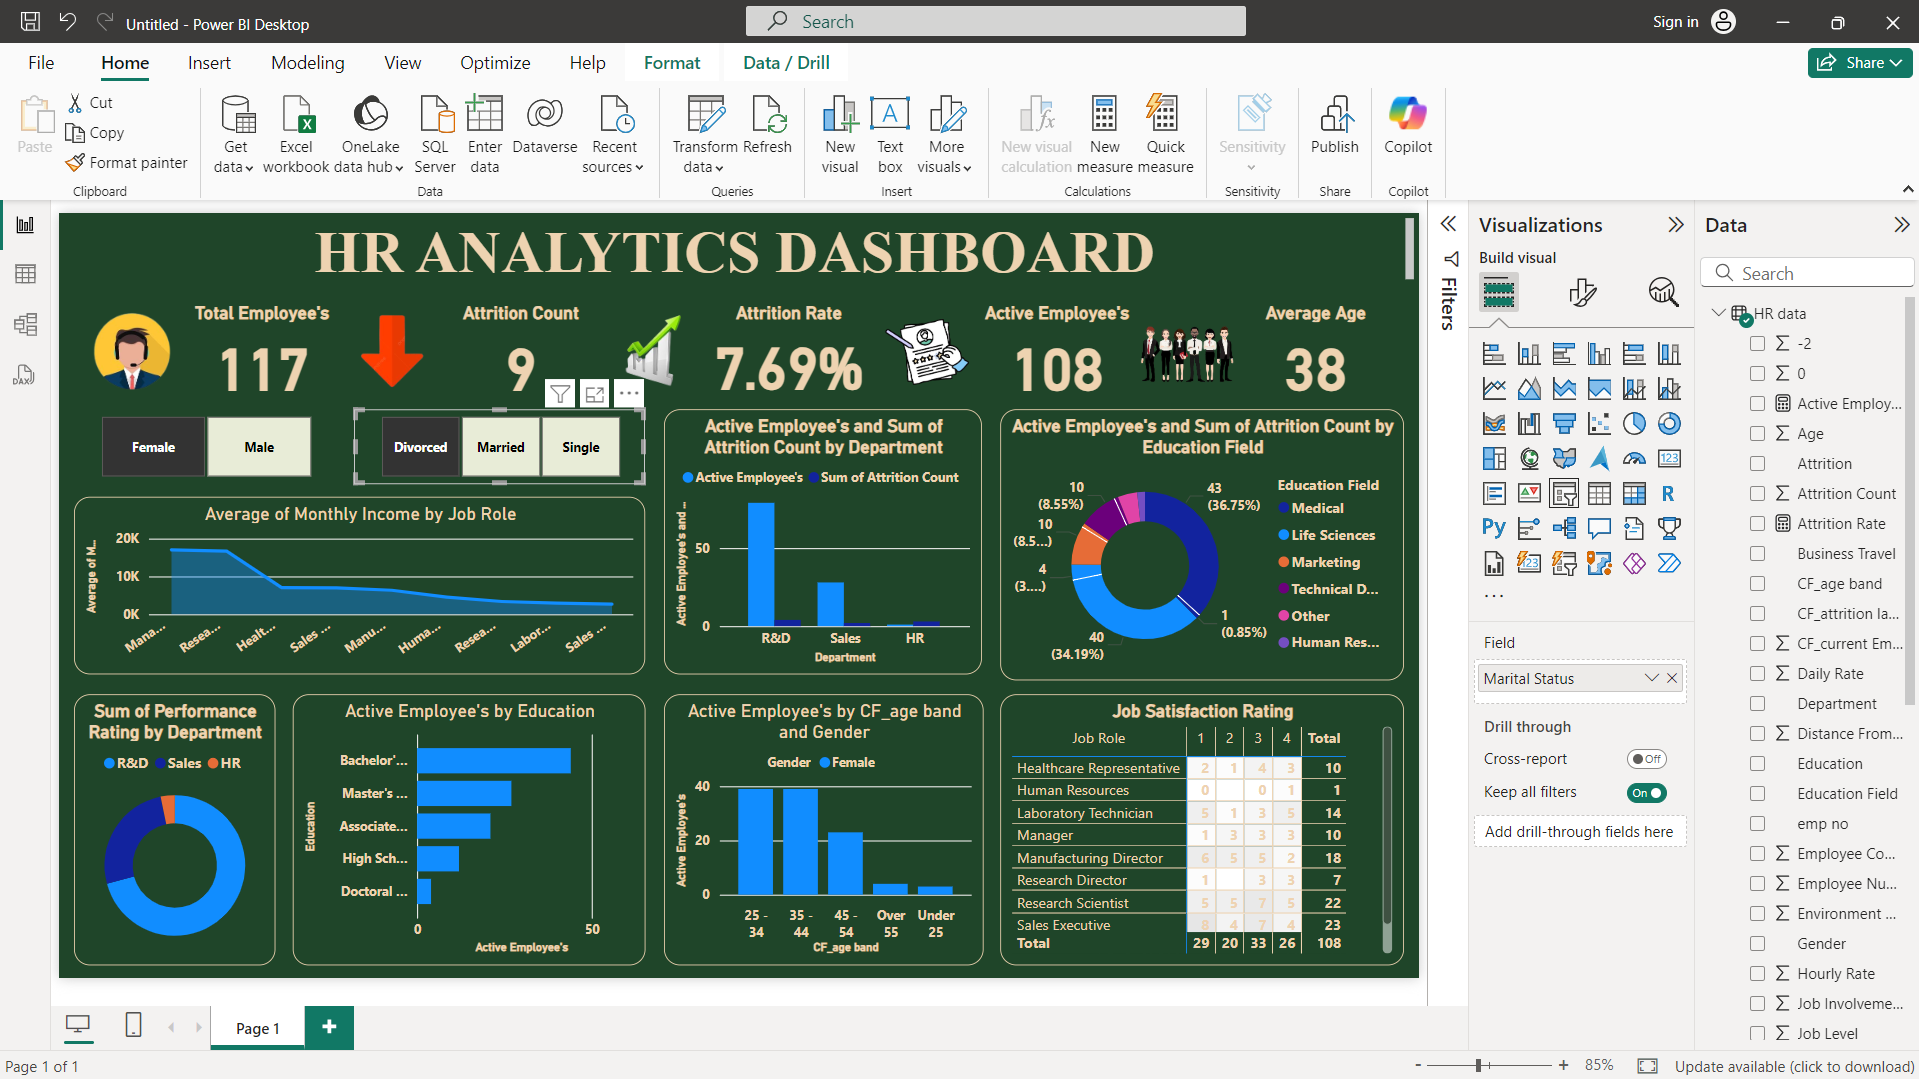 Untitled - Power BI Desktop
Search
Sign in
File
Home
Insert
Modeling
View
Optimize
Help
Format
Data / Drill
Share
Paste
Cut
Copy
Format painter
Clipboard
Get data
Excel workbook
OneLake data hub
SQL Server
Enter data
Dataverse
Recent sources
Data
Transform data
Refresh
Queries
New visual
Text box
More visuals
Insert
New visual calculation
New measure
Quick measure
Calculations
Sensitivity
Sensitivity
Publish
Share
Copilot
Copilot
HR ANALYTICS DASHBOARD
Total Employee's
117
Attrition Count
9
Attrition Rate
7.69%
Active Employee's
108
Average Age
38
Female
Male
Divorced
Married
Single
Average of Monthly Income by Job Role
Average of M...
20K
10K
0K
Mana...
Resea...
Healt...
Sales ...
Manu...
Huma...
Resea...
Labor...
Sales ...
Active Employee's and Sum of
Attrition Count by Department
Active Employee's
Sum of Attrition Count
Active Employee's and ...
50
0
R&D
Sales
HR
Department
Active Employee's and Sum of Attrition Count by
Education Field
10
(8.55%)
10
(8.5...)
4
(3....)
40
(34.19%)
43
(36.75%)
1
(0.85%)
Education Field
Medical
Life Sciences
Marketing
Technical D...
Other
Human Res...
Sum of Performance
Rating by Department
R&D
Sales
HR
Active Employee's by Education
Education
Bachelor'...
Master's ...
Associate...
High Sch...
Doctoral ...
0
50
Active Employee's
Active Employee's by CF_age band
and Gender
Gender
Female
Active Employee's
40
20
0
25 - 34
35 - 44
45 - 54
Over 55
Under 25
CF_age band
Job Satisfaction Rating
Job Role 1 2 3 4 Total
Healthcare Representative 2 1 4 3 10
Human Resources 0 0 1 1
Laboratory Technician 5 1 3 5 14
Manager 1 3 3 3 10
Manufacturing Director 6 5 5 2 18
Research Director 1 3 3 7
Research Scientist 5 5 7 5 22
Sales Executive 8 4 7 4 23
Total 29 20 33 26 108
Filters
Visualizations
Build visual
123
R
Py
123
...
Field
Marital Status
Drill through
Cross-report
Off
Keep all filters
On
Add drill-through fields here
Data
Search
HR data
-2
0
Active Employ...
Age
Attrition
Attrition Count
Attrition Rate
Business Travel
CF_age band
CF_attrition la...
CF_current Em...
Daily Rate
Department
Distance From...
Education
Education Field
emp no
Employee Co...
Employee Nu...
Environment ...
Gender
Hourly Rate
Job Involveme...
Job Level
DAX
Page 1
Page 1 of 1
85%
Update available (click to download)